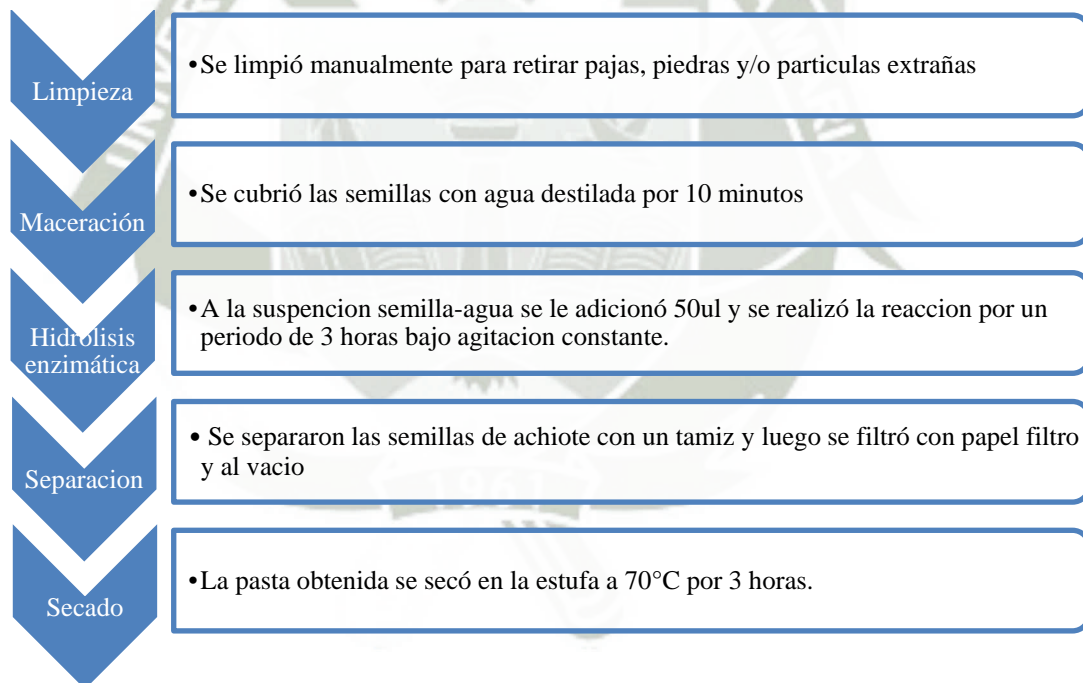 Limpieza
•Se limpió manualmente para retirar pajas, piedras y/o particulas extrañas
Maceración
•Se cubrió las semillas con agua destilada por 10 minutos
Hidrólisis
enzimática
•A la suspencion semilla-agua se le adicionó 50ul y se realizó la reaccion por un
periodo de 3 horas bajo agitacion constante.
Separacion
• Se separaron las semillas de achiote con un tamiz y luego se filtró con papel filtro
y al vacio
1961
Secado
•La pasta obtenida se secó en la estufa a 70°C por 3 horas.